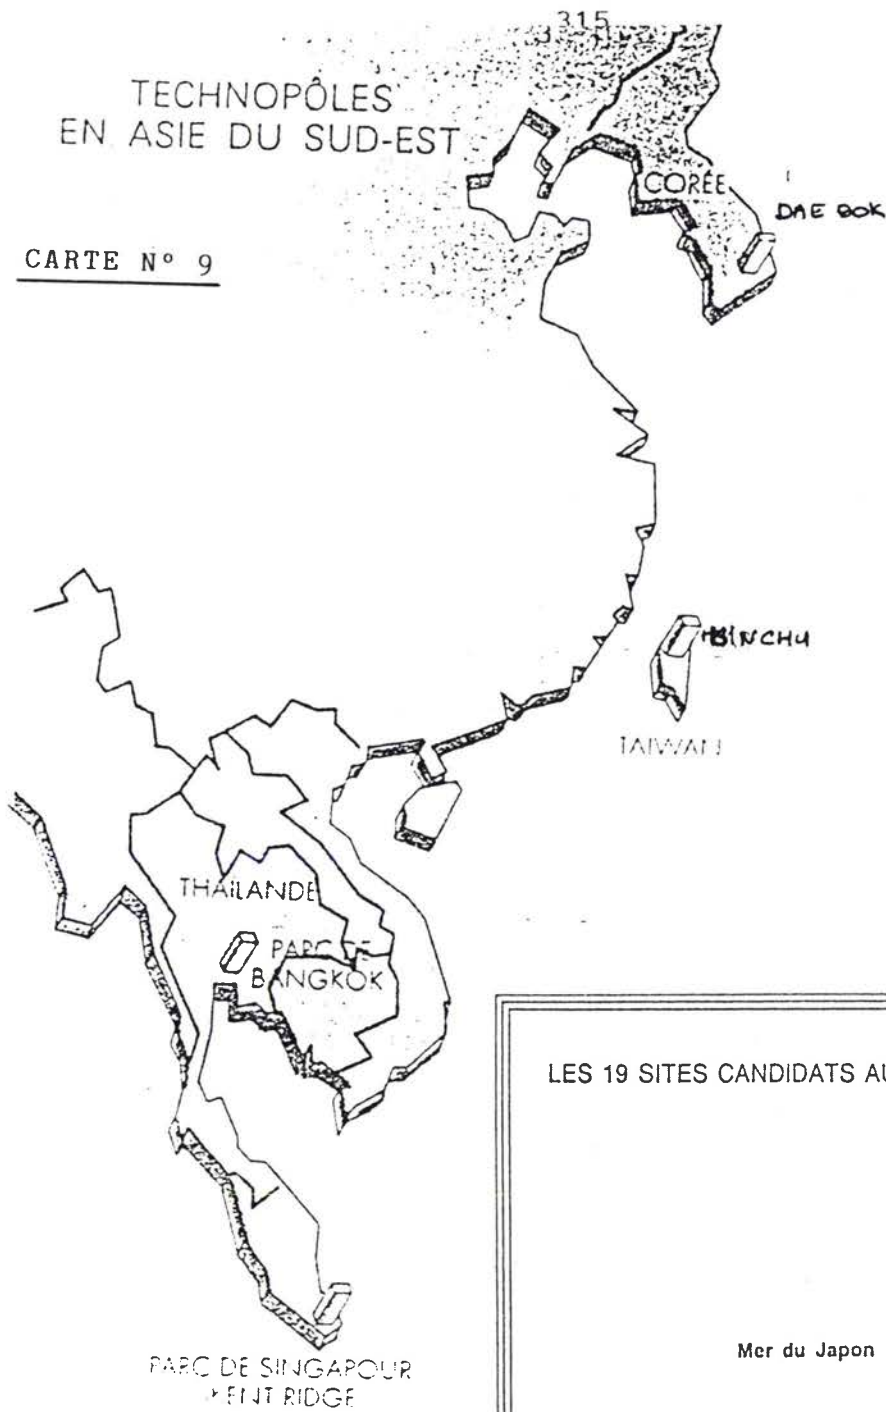 315
TECHNOPÔLES
EN ASIE DU SUD-EST
CARTE N° 9
CORÉE
DAE DOK
HSINCHU
TAIWAN
THAILANDE
PARC DE
BANGKOK
LES 19 SITES CANDIDATS AU
Mer du Japon
PARC DE SINGAPOUR
KENT RIDGE